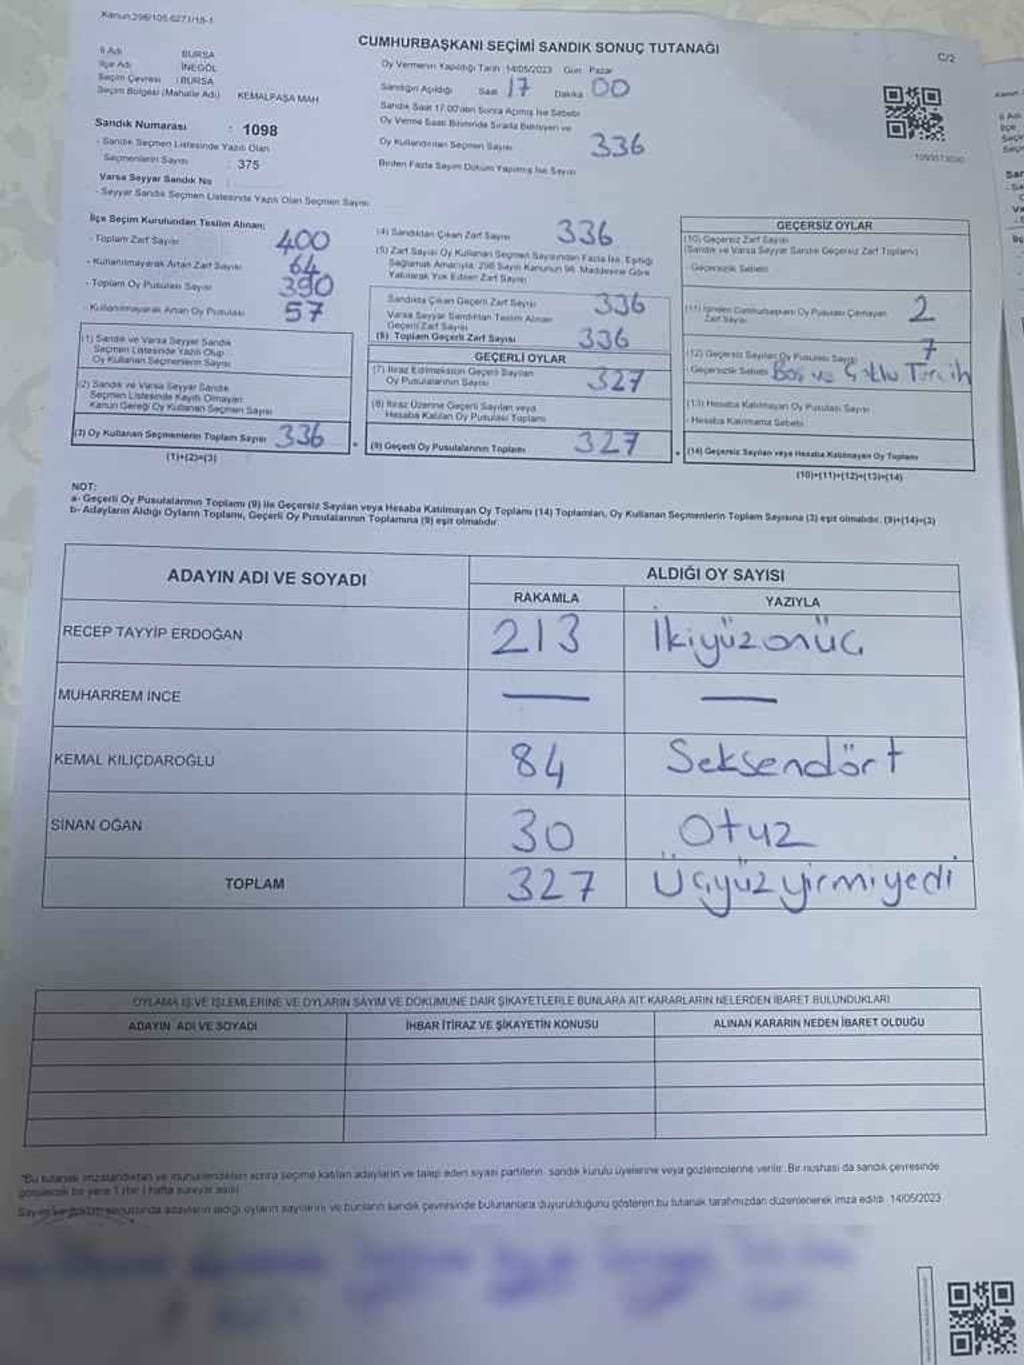 Kanun:298/105 6271/18-1
CUMHURBAŞKANI SEÇİMİ SANDIK SONUÇ TUTANAĞI
C/2
İl Adı BURSA
İlçe Adı İNEGÖL
Seçim Çevresi : BURSA
Seçim Bölgesi (Mahalle Adı) KEMALPAŞA MAH.
Sandık Numarası : 1098
- Sandık Seçmen Listesinde Yazılı Olan
Seçmenlerin Sayısı : 375
Varsa Seyyar Sandık No
- Seyyar Sandık Seçmen Listesinde Yazılı Olan Seçmen Sayısı
Oy Vermenin Yapıldığı Tarih 14/05/2023 Gün Pazar
Sandığın Açıldığı Saat 17 Dakika 00
Sandık Saat 17:00'den Sonra Açılmış İse Sebebi
Oy Verme Saati Bitiminde Sırada Bekleyen ve
Oy Kullandırılan Seçmen Sayısı 336
Birden Fazla Sayım Döküm Yapılmış İse Sayısı
İlçe Seçim Kurulundan Teslim Alınan;
- Toplam Zarf Sayısı 400
- Kullanılmayarak Artan Zarf Sayısı 64
- Toplam Oy Pusulası Sayısı 390
- Kullanılmayarak Artan Oy Pusulası 57
(1) Sandık ve Varsa Seyyar Sandık
Seçmen Listesinde Yazılı Olup
Oy Kullanan Seçmenlerin Sayısı
(2) Sandık ve Varsa Seyyar Sandık
Seçmen Listesinde Kayıtlı Olmayan
Kanun Gereği Oy Kullanan Seçmen Sayısı
(3) Oy Kullanan Seçmenlerin Toplam Sayısı 336
(1)+(2)=(3)
(4) Sandıktan Çıkan Zarf Sayısı 336
(5) Zarf Sayısı Oy Kullanan Seçmen Sayısından Fazla İse, Eşitliği
Sağlamak Amacıyla, 298 Sayılı Kanunun 98. Maddesine Göre
Yakılarak Yok Edilen Zarf Sayısı
Sandıkta Çıkan Geçerli Zarf Sayısı 336
Varsa Seyyar Sandıktan Teslim Alınan
Geçerli Zarf Sayısı
(6) Toplam Geçerli Zarf Sayısı 336
GEÇERLİ OYLAR
(7) İtiraz Edilmeksizin Geçerli Sayılan
Oy Pusulalarının Sayısı 327
(8) İtiraz Üzerine Geçerli Sayılan veya
Hesaba Katılan Oy Pusulası Toplamı
(9) Geçerli Oy Pusulalarının Toplamı 327
GEÇERSİZ OYLAR
(10) Geçersiz Zarf Sayısı
(Sandık ve Varsa Seyyar Sandık Geçersiz Zarf Toplamı)
- Geçersizlik Sebebi
(11) İçinden Cumhurbaşkanı Oy Pusulası Çıkmayan
Zarf Sayısı 2
(12) Geçersiz Sayılan Oy Pusulası Sayısı 7
- Geçersizlik Sebebi Boş ve Çoklu Tercih
(13) Hesaba Katılmayan Oy Pusulası Sayısı
- Hesaba Katılmama Sebebi
(14) Geçersiz Sayılan veya Hesaba Katılmayan Oy Toplamı
(10)+(11)+(12)+(13)=(14)
NOT:
a- Geçerli Oy Pusulalarının Toplamı (9) ile Geçersiz Sayılan veya Hesaba Katılmayan Oy Toplamı (14) Toplamları, Oy Kullanan Seçmenlerin Toplam Sayısına (3) eşit olmalıdır. (9)+(14)=(3)
b- Adayların Aldığı Oyların Toplamı, Geçerli Oy Pusulalarının Toplamına (9) eşit olmalıdır.
ADAYIN ADI VE SOYADI
ALDIĞI OY SAYISI
RAKAMLA YAZIYLA
RECEP TAYYİP ERDOĞAN 213 İkiyüzonüç
MUHARREM İNCE — —
KEMAL KILIÇDAROĞLU 84 Seksendört
SİNAN OĞAN 30 Otuz
TOPLAM 327 Üçyüzyirmiyedi
OYLAMA İŞ VE İŞLEMLERİNE VE OYLARIN SAYIM VE DÖKÜMÜNE DAİR ŞİKAYETLERLE BUNLARA AİT KARARLARIN NELERDEN İBARET BULUNDUKLARI
ADAYIN ADI VE SOYADI İHBAR İTİRAZ VE ŞİKAYETİN KONUSU ALINAN KARARIN NEDEN İBARET OLDUĞU
"Bu tutanak imzalandıktan ve mühürlendikten sonra seçime katılan adayların ve talep eden siyasi partilerin sandık kurulu üyelerine veya gözlemcilerine verilir. Bir nüshası da sandık çevresinde
görülecek bir yere 1 (bir) hafta süreyle asılır.
Sayım ve döküm sonucunda adayların aldığı oyların sayılarını ve bunların sandık çevresinde bulunanlara duyurulduğunu gösteren bu tutanak tarafımızdan düzenlenerek imza edildi. 14/05/2023